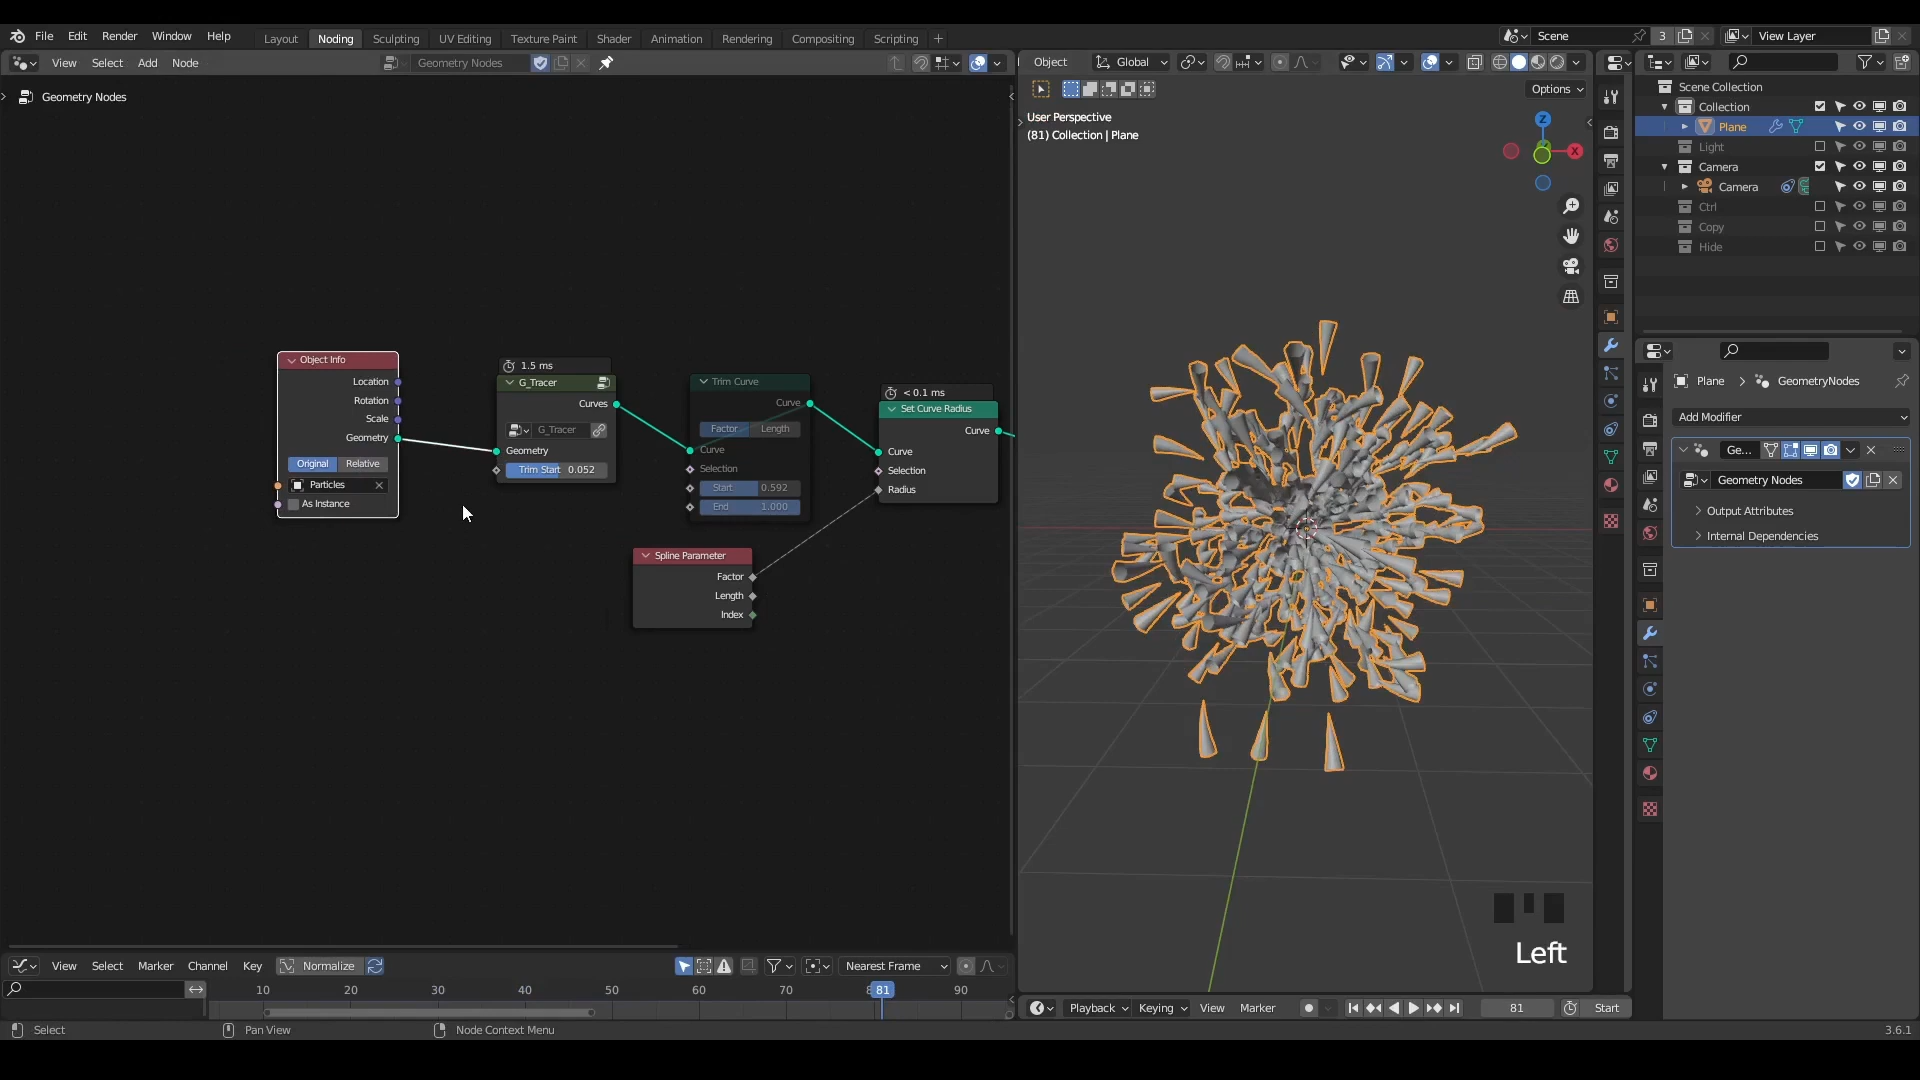 File Edit Render Window Help Layout Noding Sculpting UV Editing Texture Paint Shader Animation Rendering Compositing Scripting + Scene 3 View Layer
View Select Add Node Geometry Nodes Object Global
Options
Geometry Nodes
User Perspective
(81) Collection | Plane
Z
X
Scene Collection
Collection
Plane
Light
Camera
Camera
Ctrl
Copy
Hide
Object Info
Location
Rotation
Scale
Geometry
Original Relative
Particles
As Instance
1.5 ms
G_Tracer
Curves
G_Tracer
Geometry
Trim Start 0.052
Trim Curve
Curve
Factor Length
Curve
Selection
Start 0.592
End 1.000
< 0.1 ms
Set Curve Radius
Curve
Curve
Selection
Radius
Spline Parameter
Factor
Length
Index
Plane > GeometryNodes
Add Modifier
Ge...
Geometry Nodes
Output Attributes
Internal Dependencies
Left
View Select Marker Channel Key Normalize Nearest Frame
10 20 30 40 50 60 70 81 90
Playback Keying View Marker 81 Start
Select Pan View Node Context Menu 3.6.1